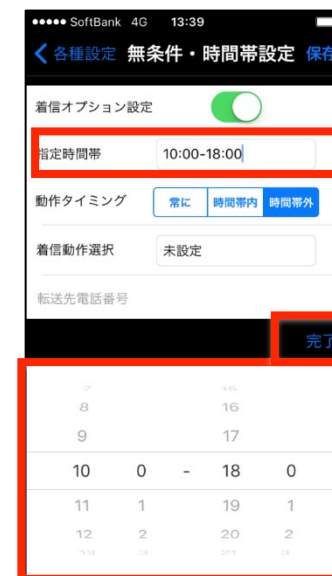 ●●●●● SoftBank 4G 13:39
各種設定 無条件・時間帯設定 保存
着信オプション設定
指定時間帯 10:00-18:00
動作タイミング 常に 時間帯内 時間帯外
着信動作選択 未設定
転送先電話番号
完了
8 16
9 17
10 0 - 18 0
11 1 19 1
12 2 20 2